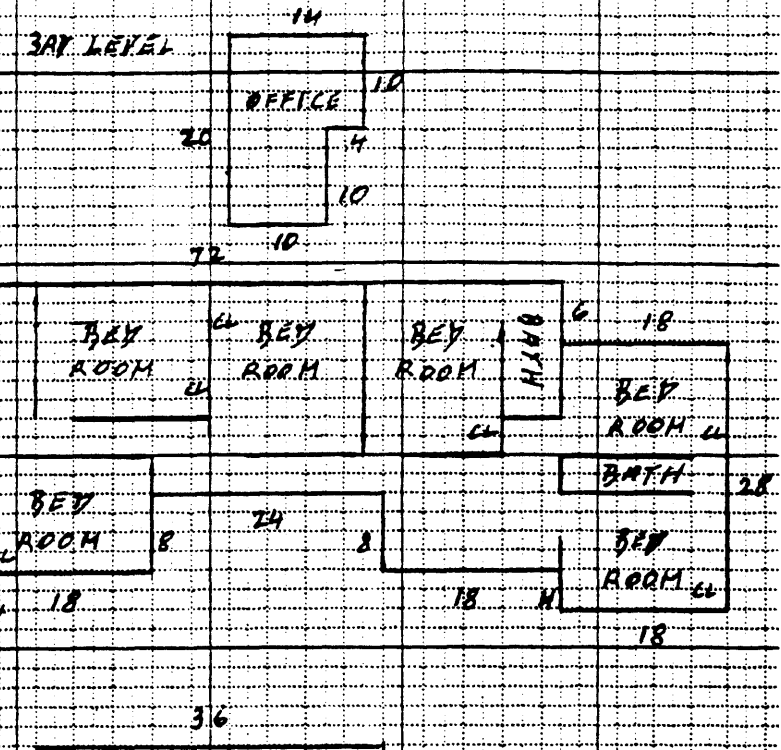 14
3RD LEVEL
OFFICE
10
20
4
10
10
72
BED
ROOM
CL
CL
BED
ROOM
BED
ROOM
CL
BATH
6
18
BED
ROOM
CL
BATH
28
BED
ROOM
CL
BED
ROOM
8
24
8
18
18
18
36